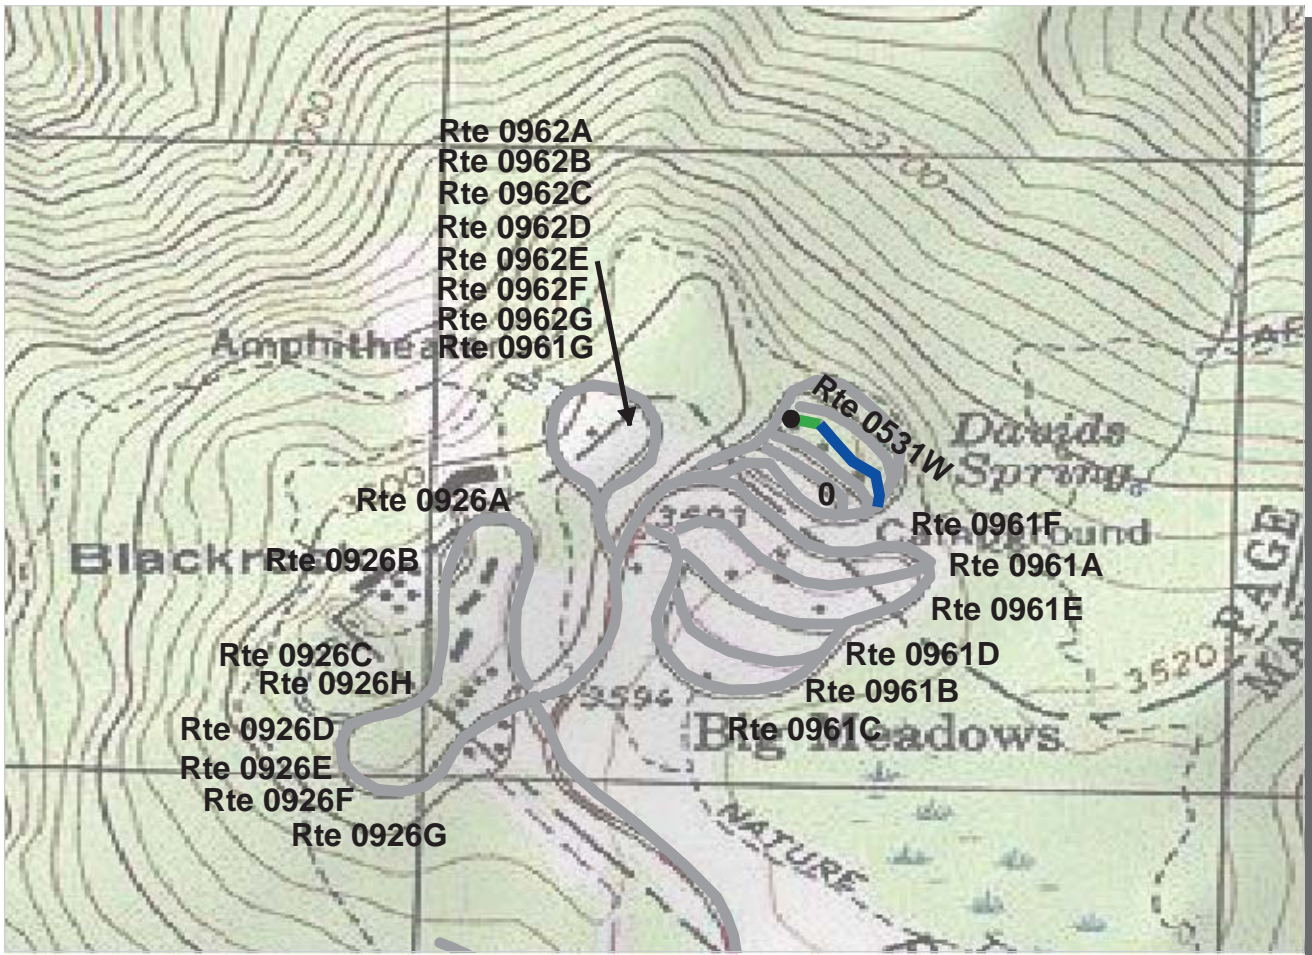 3000
3700
Rte 0962A
Rte 0962B
Rte 0962C
Rte 0962D
Rte 0962E
Rte 0962F
Rte 0962G
Rte 0961G
Rte 0531W
Davids
Spring
0
Rte 0926A
Rte 0961F
Rte 0926B
Rte 0961A
Rte 0961E
PAGE
Rte 0926C
Rte 0961D
3520
Rte 0926H
Rte 0961B
3594
Rte 0926D
Rte 0961C
Big Meadows
Rte 0926E
Rte 0926F
Rte 0926G
NATURE